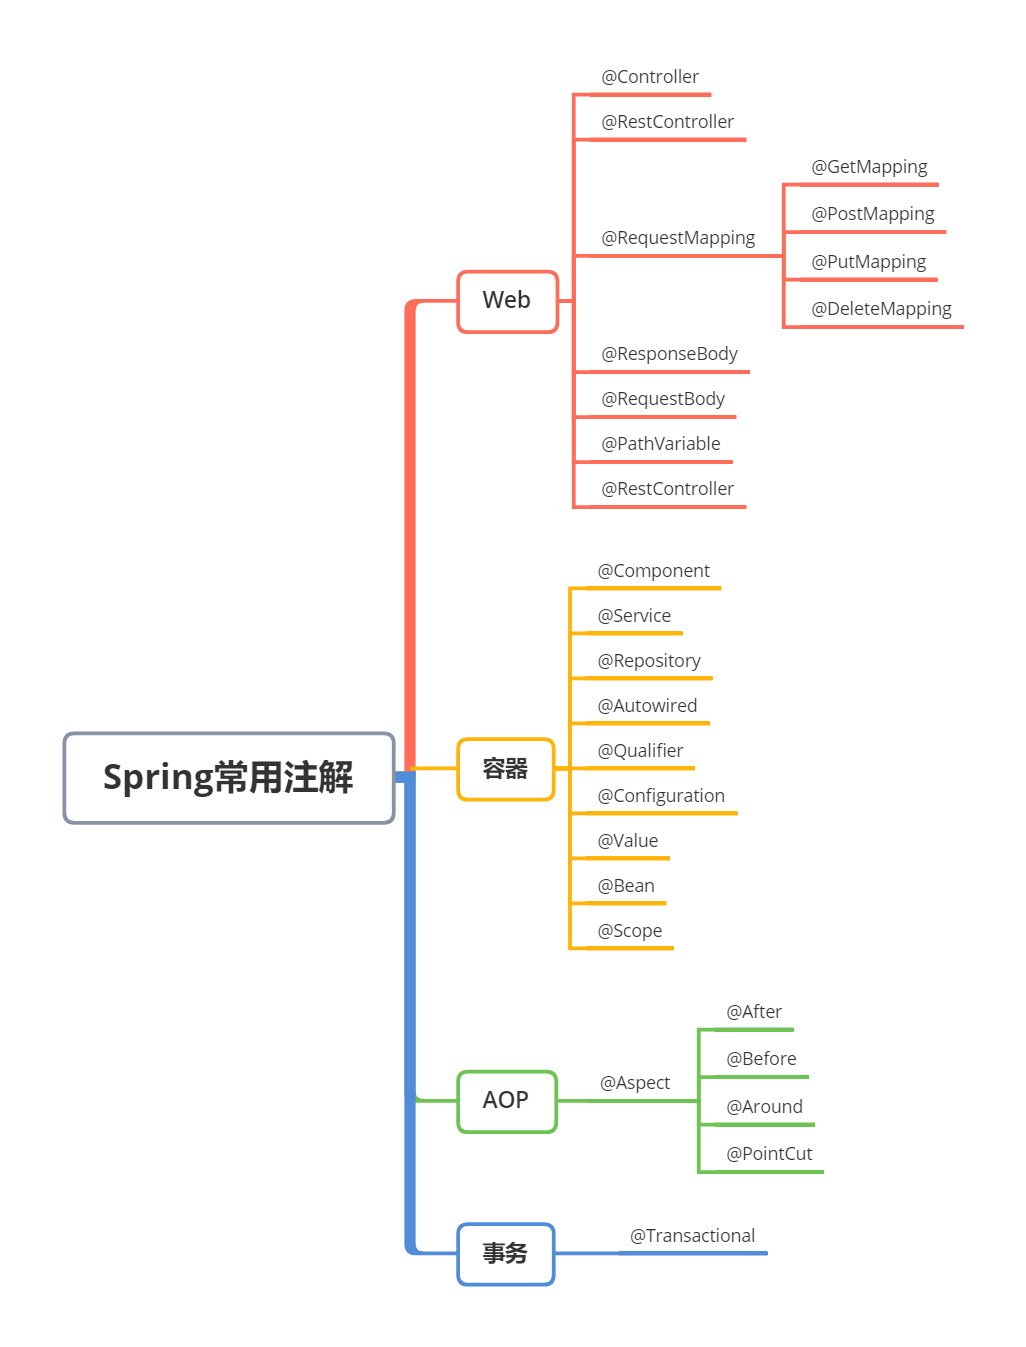 Spring常用注解
Web
@Controller
@RestController
@RequestMapping
@GetMapping
@PostMapping
@PutMapping
@DeleteMapping
@ResponseBody
@RequestBody
@PathVariable
@RestController
容器
@Component
@Service
@Repository
@Autowired
@Qualifier
@Configuration
@Value
@Bean
@Scope
AOP
@Aspect
@After
@Before
@Around
@PointCut
事务
@Transactional